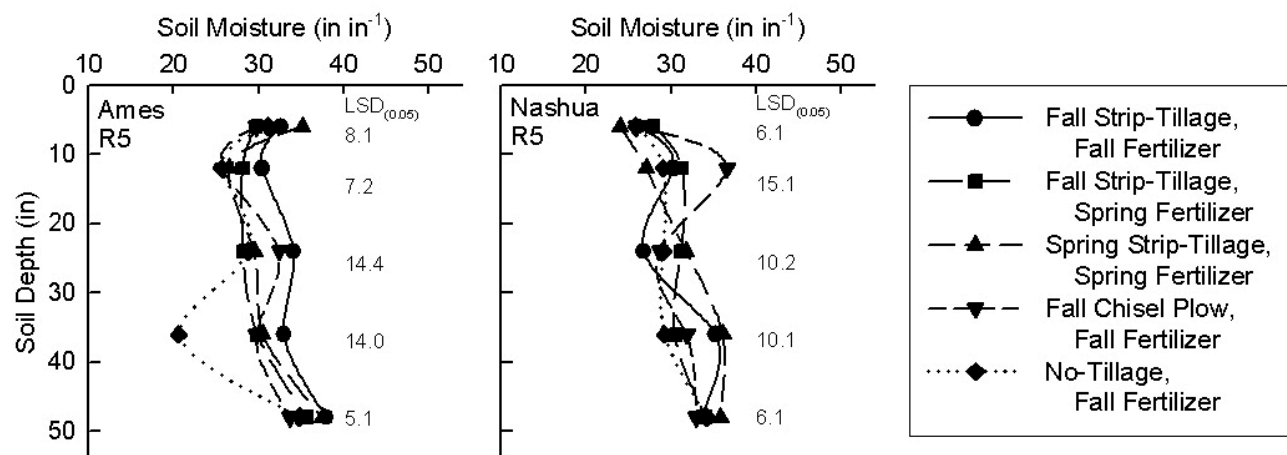 Soil Moisture (in in-1)
10 20 30 40 50
Soil Moisture (in in-1)
10 20 30 40 50
Soil Depth (in)
0
10
20
30
40
50
Ames
R5
LSD(0.05)
8.1
7.2
14.4
14.0
5.1
Nashua
R5
LSD(0.05)
6.1
15.1
10.2
10.1
6.1
Fall Strip-Tillage,
Fall Fertilizer
Fall Strip-Tillage,
Spring Fertilizer
Spring Strip-Tillage,
Spring Fertilizer
Fall Chisel Plow,
Fall Fertilizer
No-Tillage,
Fall Fertilizer